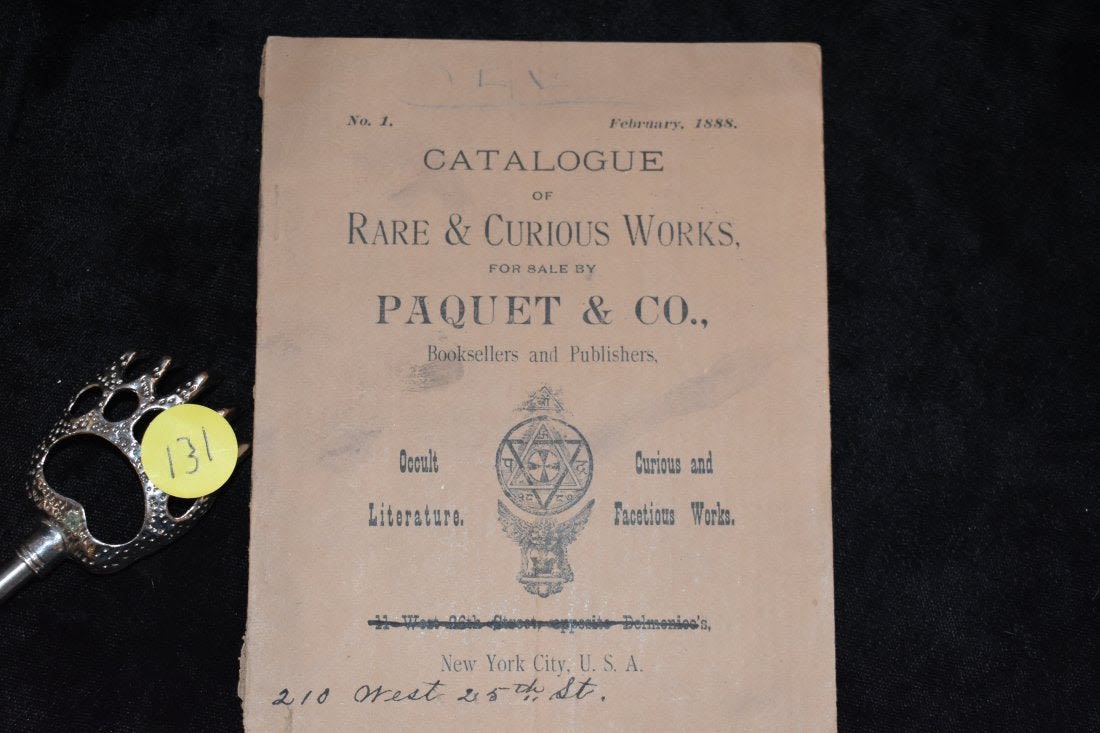 No. 1. February, 1888.
CATALOGUE
OF
RARE & CURIOUS WORKS,
FOR SALE BY
PAQUET & CO.,
Booksellers and Publishers,
Occult Literature.
Curious and Facetious Works.
11 West 26th Street, opposite Delmonico's,
New York City, U. S. A.
210 West 25th St.
131